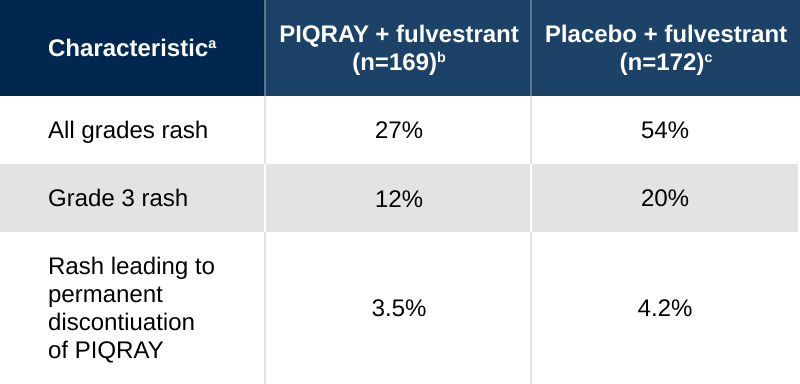 Characteristicᵃ
PIQRAY + fulvestrant
(n=169)ᵇ
Placebo + fulvestrant
(n=172)ᶜ
All grades rash
27%
54%
Grade 3 rash
12%
20%
Rash leading to
permanent
discontiuation
of PIQRAY
3.5%
4.2%